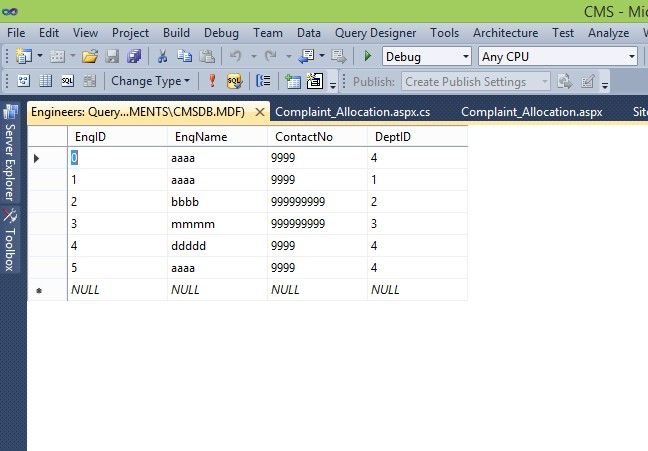 CMS - Mic
File Edit View Project Build Debug Team Data Query Designer Tools Architecture Test Analyze W
Debug Any CPU
Change Type Publish: Create Publish Settings
Engineers: Query...MENTS\CMSDB.MDF) Complaint_Allocation.aspx.cs Complaint_Allocation.aspx Site
Server Explorer
Toolbox
EngID EngName ContactNo DeptID
0 aaaa 9999 4
1 aaaa 9999 1
2 bbbb 999999999 2
3 mmmm 999999999 3
4 ddddd 9999 4
5 aaaa 9999 4
NULL NULL NULL NULL